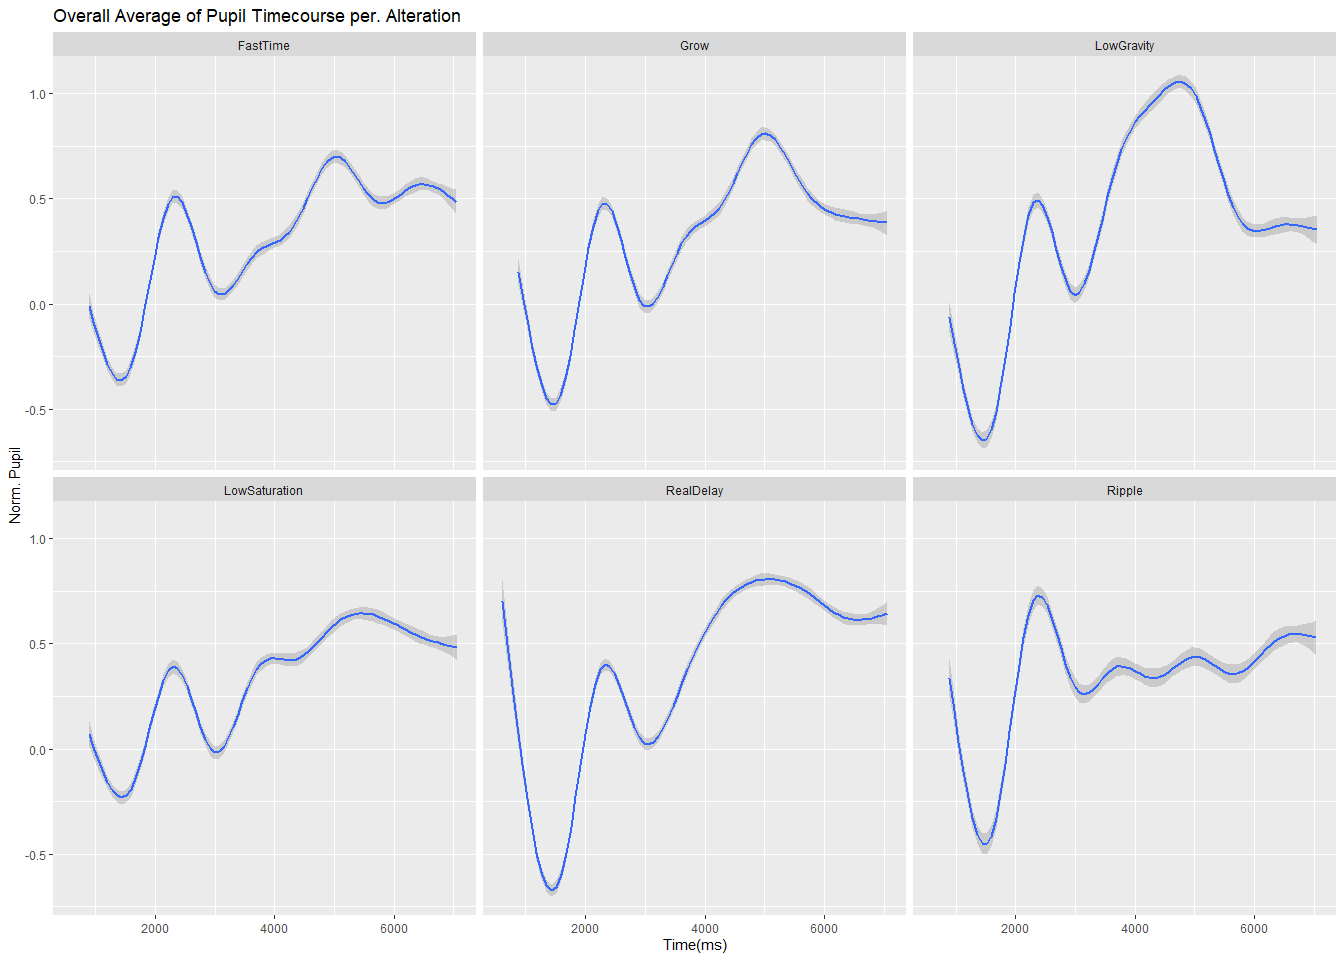 Overall Average of Pupil Timecourse per. Alteration
FastTime
Grow
LowGravity
1.0
0.5
0.0
-0.5
LowSaturation
RealDelay
Ripple
1.0
0.5
0.0
-0.5
Norm. Pupil
2000 4000 6000 2000 4000 6000 2000 4000 6000
Time(ms)